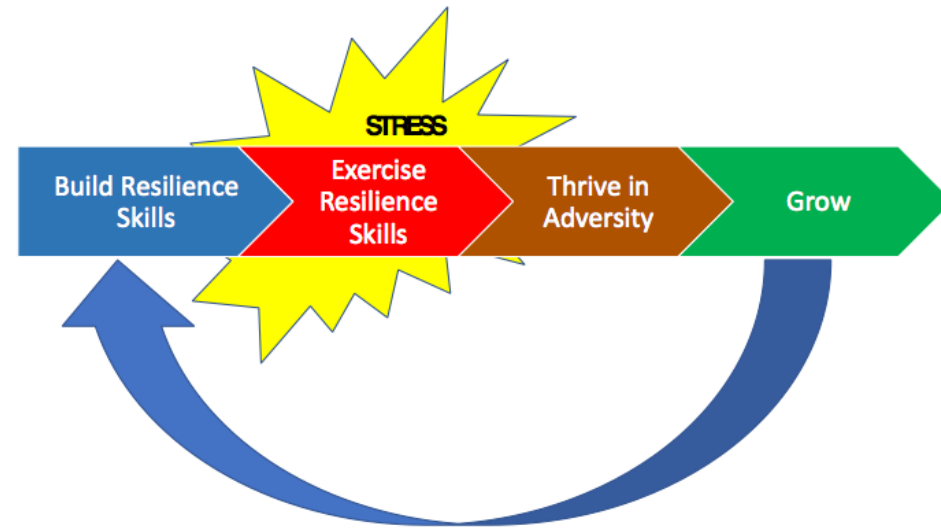 STRESS
Build Resilience
Skills
Exercise
Resilience
Skills
Thrive in
Adversity
Grow